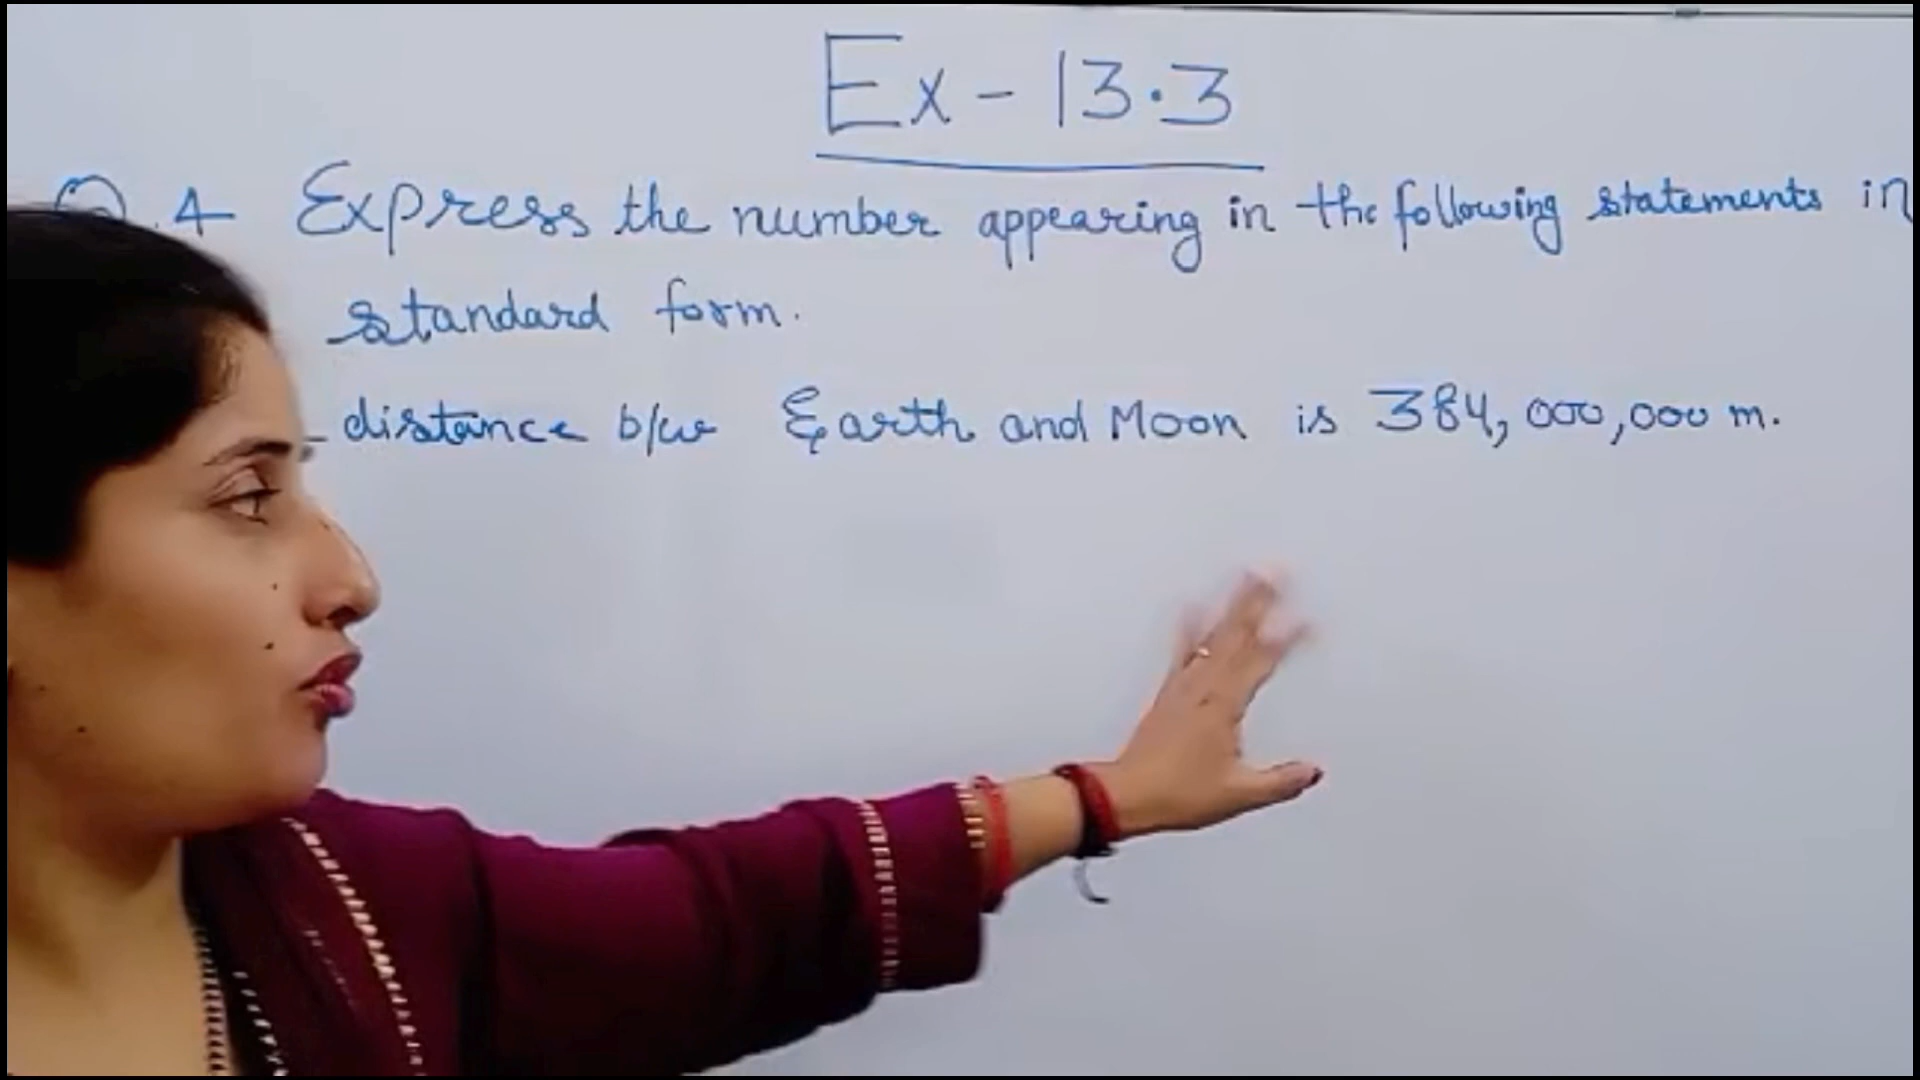 Ex - 13.3
Q.4 Express the number appearing in the following statements in
standard form.
distance b/w Earth and Moon is 384,000,000 m.